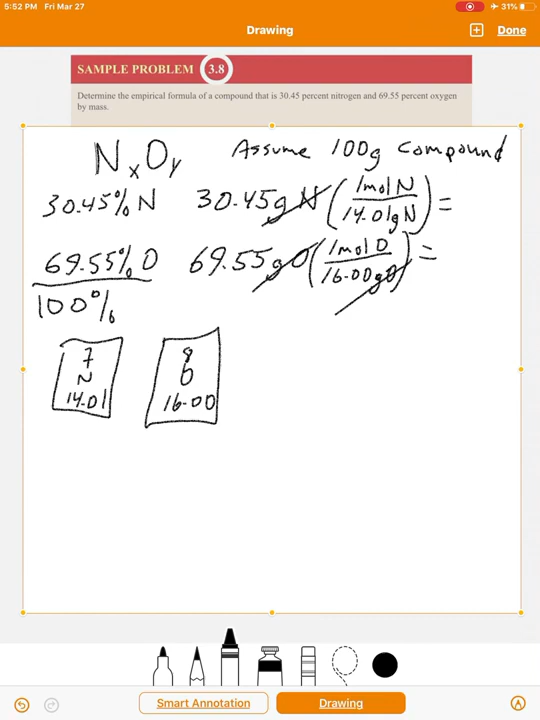 5:52 PM Fri Mar 27 31%
Drawing
Done
SAMPLE PROBLEM 3.8
Determine the empirical formula of a compound that is 30.45 percent nitrogen and 69.55 percent oxygen
by mass.
NxOy Assume 100g Compound
30.45% N 30.45g N (1mol N / 14.01g N) =
69.55% O 69.55g O (1mol O / 16.00g O) =
100%
7 8
N O
14.01 16.00
Smart Annotation Drawing